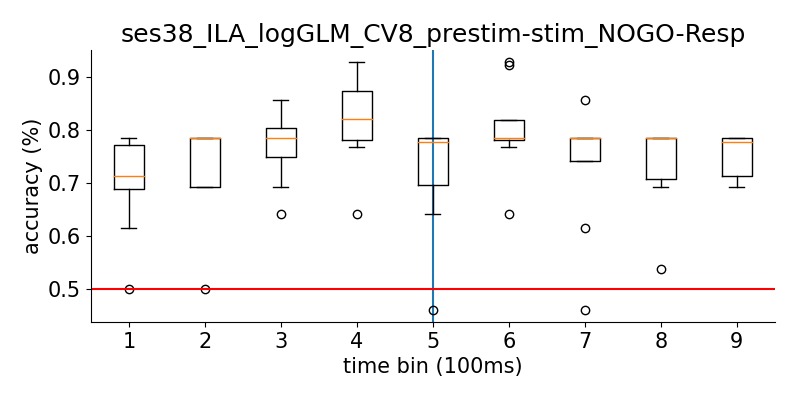 ses38_ILA_logGLM_CV8_prestim-stim_NOGO-Resp
accuracy (%)
0.9
0.8
0.7
0.6
0.5
1 2 3 4 5 6 7 8 9
time bin (100ms)